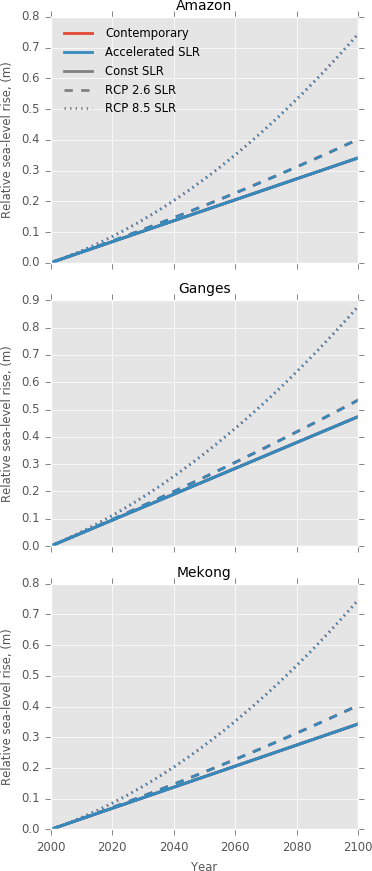 Amazon
0.8
0.7
0.6
0.5
0.4
0.3
0.2
0.1
0.0
Relative sea-level rise, (m)
Contemporary
Accelerated SLR
Const SLR
RCP 2.6 SLR
RCP 8.5 SLR
Ganges
0.9
0.8
0.7
0.6
0.5
0.4
0.3
0.2
0.1
0.0
Relative sea-level rise, (m)
Mekong
0.8
0.7
0.6
0.5
0.4
0.3
0.2
0.1
0.0
Relative sea-level rise, (m)
2000 2020 2040 2060 2080 2100
Year